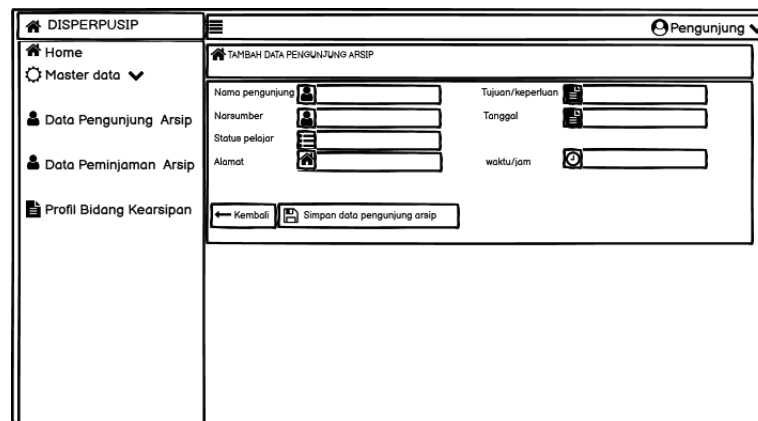 DISPERPUSIP
Pengunjung
Home
Master data
Data Pengunjung Arsip
Data Peminjaman Arsip
Profil Bidang Kearsipan
TAMBAH DATA PENGUNJUNG ARSIP
Nama pengunjung
Narsumber
Status pelajar
Alamat
Tujuan/keperluan
Tanggal
waktu/jam
Kembali
Simpan data pengunjung arsip